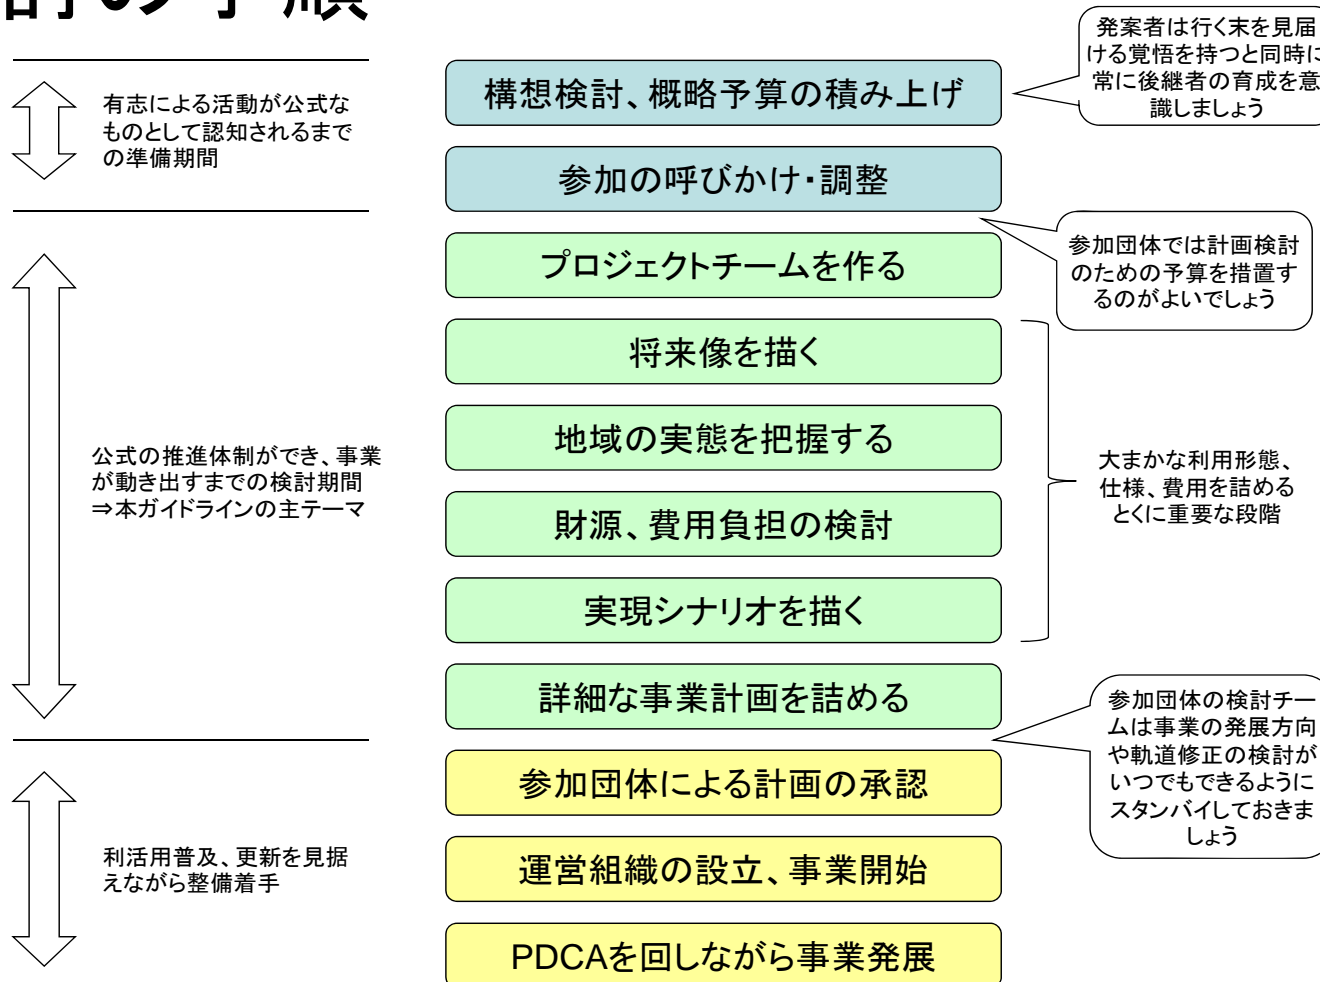 討の手順
発案者は行く末を見届
ける覚悟を持つと同時に
常に後継者の育成を意
識しましょう
構想検討、概略予算の積み上げ
有志による活動が公式な
ものとして認知されるまで
の準備期間
参加の呼びかけ・調整
参加団体では計画検討
のための予算を措置す
るのがよいでしょう
プロジェクトチームを作る
将来像を描く
地域の実態を把握する
公式の推進体制ができ、事業
が動き出すまでの検討期間
⇒本ガイドラインの主テーマ
大まかな利用形態、
仕様、費用を詰める
とくに重要な段階
財源、費用負担の検討
実現シナリオを描く
詳細な事業計画を詰める
参加団体の検討チー
ムは事業の発展方向
や軌道修正の検討が
いつでもできるように
スタンバイしておきま
しょう
参加団体による計画の承認
利活用普及、更新を見据
えながら整備着手
運営組織の設立、事業開始
PDCAを回しながら事業発展